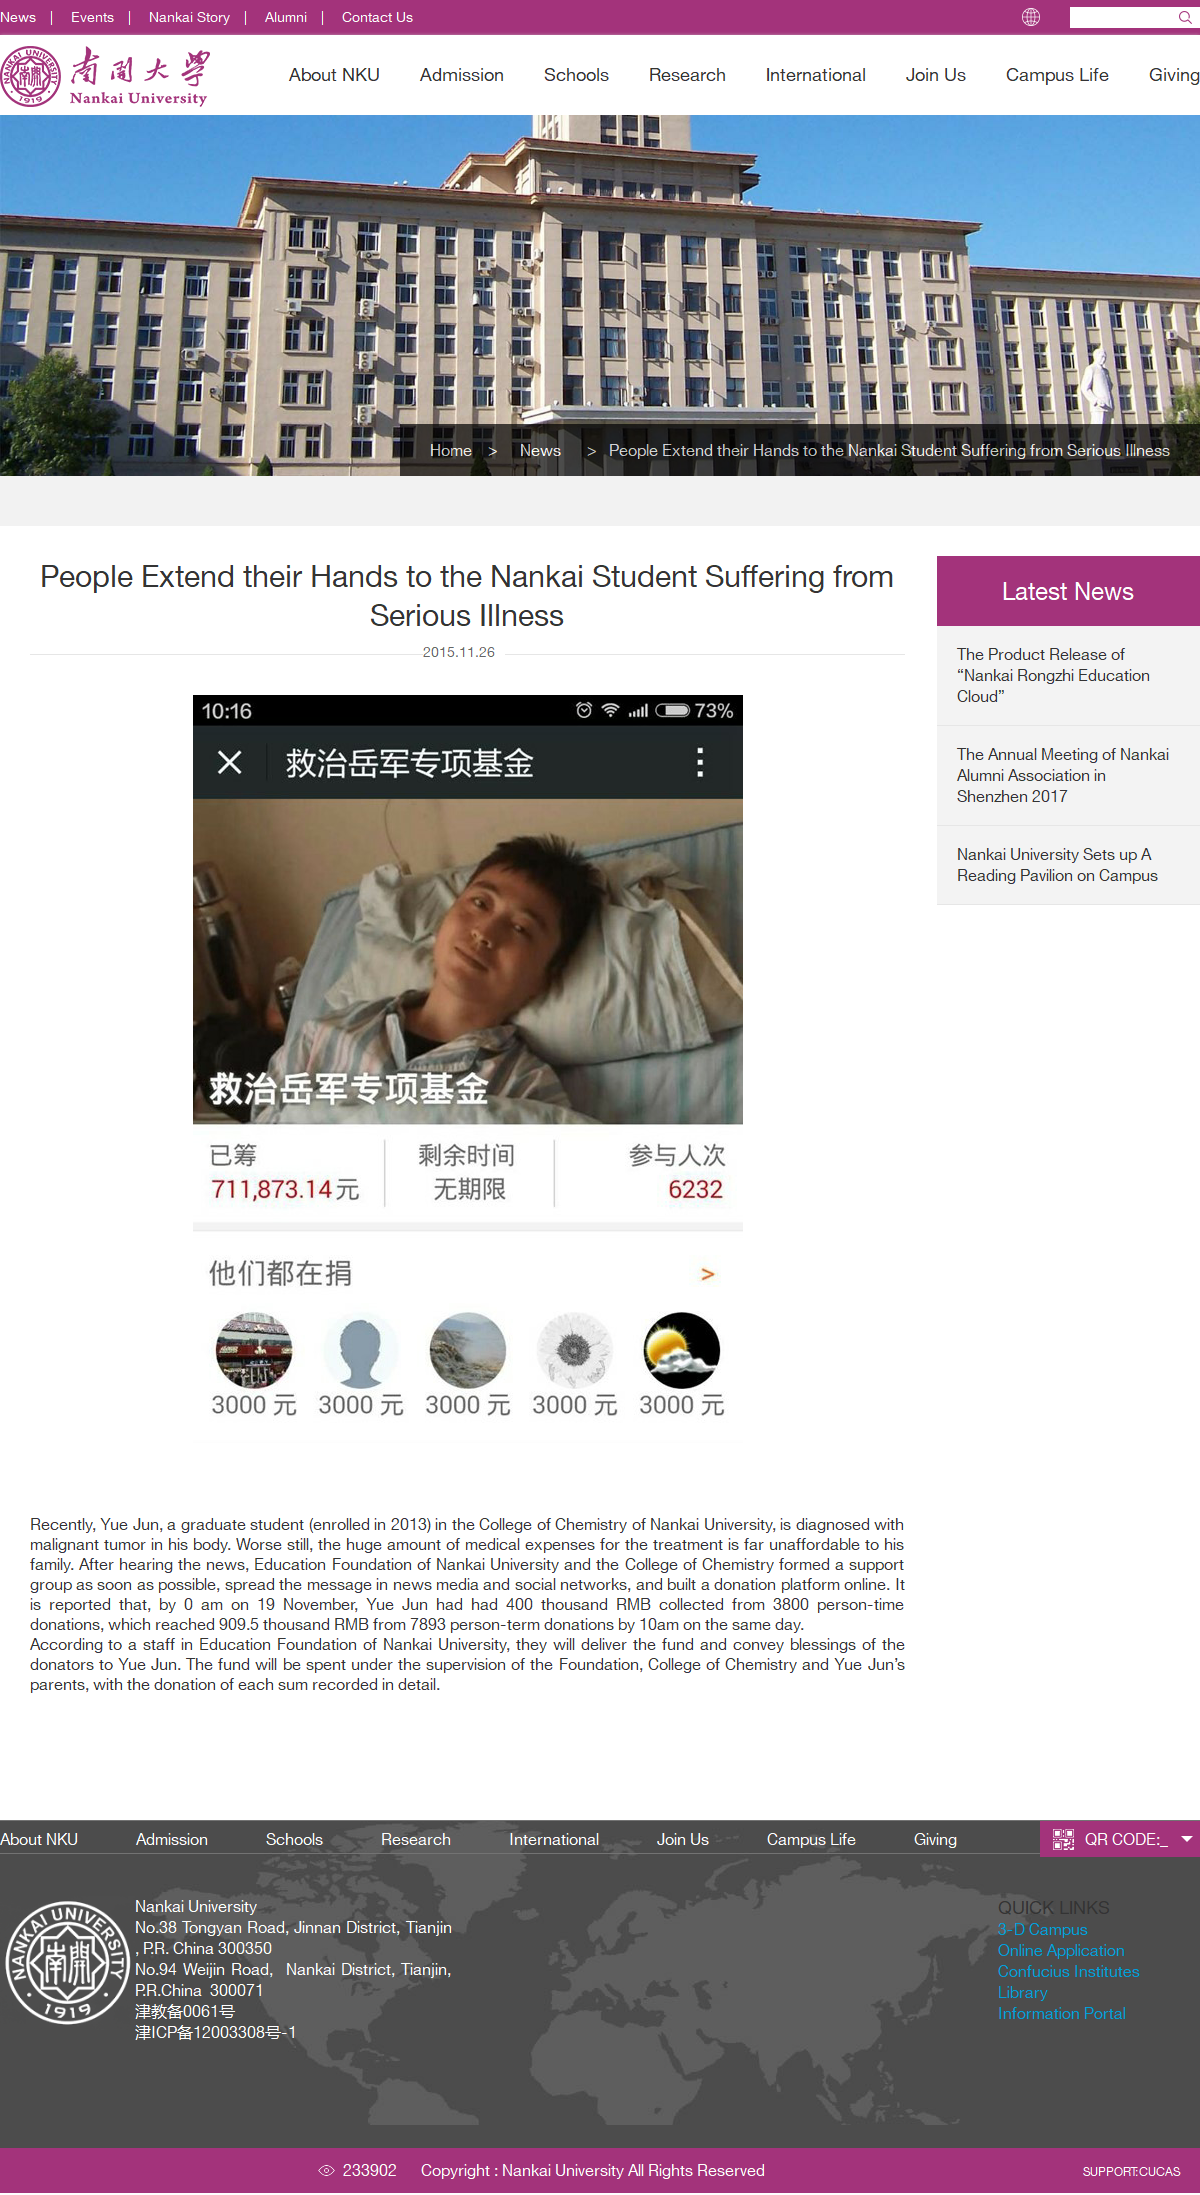 News | Events | Nankai Story | Alumni | Contact Us
NANKAI UNIVERSITY
1919
南開大學
Nankai University
About NKU Admission Schools Research International Join Us Campus Life Giving
Home > News > People Extend their Hands to the Nankai Student Suffering from Serious Illness
People Extend their Hands to the Nankai Student Suffering from
Serious Illness
2015.11.26
10:16 73%
救治岳军专项基金
救治岳军专项基金
已筹 剩余时间 参与人次
711,873.14元 无期限 6232
他们都在捐 >
3000 元 3000 元 3000 元 3000 元 3000 元
Recently, Yue Jun, a graduate student (enrolled in 2013) in the College of Chemistry of Nankai University, is diagnosed with
malignant tumor in his body. Worse still, the huge amount of medical expenses for the treatment is far unaffordable to his
family. After hearing the news, Education Foundation of Nankai University and the College of Chemistry formed a support
group as soon as possible, spread the message in news media and social networks, and built a donation platform online. It
is reported that, by 0 am on 19 November, Yue Jun had had 400 thousand RMB collected from 3800 person-time
donations, which reached 909.5 thousand RMB from 7893 person-term donations by 10am on the same day.
According to a staff in Education Foundation of Nankai University, they will deliver the fund and convey blessings of the
donators to Yue Jun. The fund will be spent under the supervision of the Foundation, College of Chemistry and Yue Jun’s
parents, with the donation of each sum recorded in detail.
Latest News
The Product Release of
“Nankai Rongzhi Education
Cloud”
The Annual Meeting of Nankai
Alumni Association in
Shenzhen 2017
Nankai University Sets up A
Reading Pavilion on Campus
About NKU Admission Schools Research International Join Us Campus Life Giving
QR CODE:_
NANKAI UNIVERSITY
南開
1919
Nankai University
No.38 Tongyan Road, Jinnan District, Tianjin
, P.R. China 300350
No.94 Weijin Road, Nankai District, Tianjin,
P.R.China 300071
津教备0061号
津ICP备12003308号-1
QUICK LINKS
3-D Campus
Online Application
Confucius Institutes
Library
Information Portal
233902 Copyright : Nankai University All Rights Reserved
SUPPORT:CUCAS